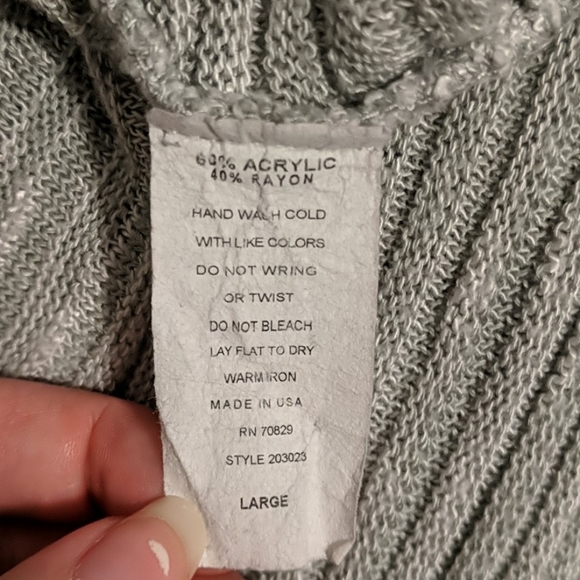 60% ACRYLIC
40% RAYON
HAND WASH COLD
WITH LIKE COLORS
DO NOT WRING
OR TWIST
DO NOT BLEACH
LAY FLAT TO DRY
WARM IRON
MADE IN USA
RN 70829
STYLE 203023
LARGE